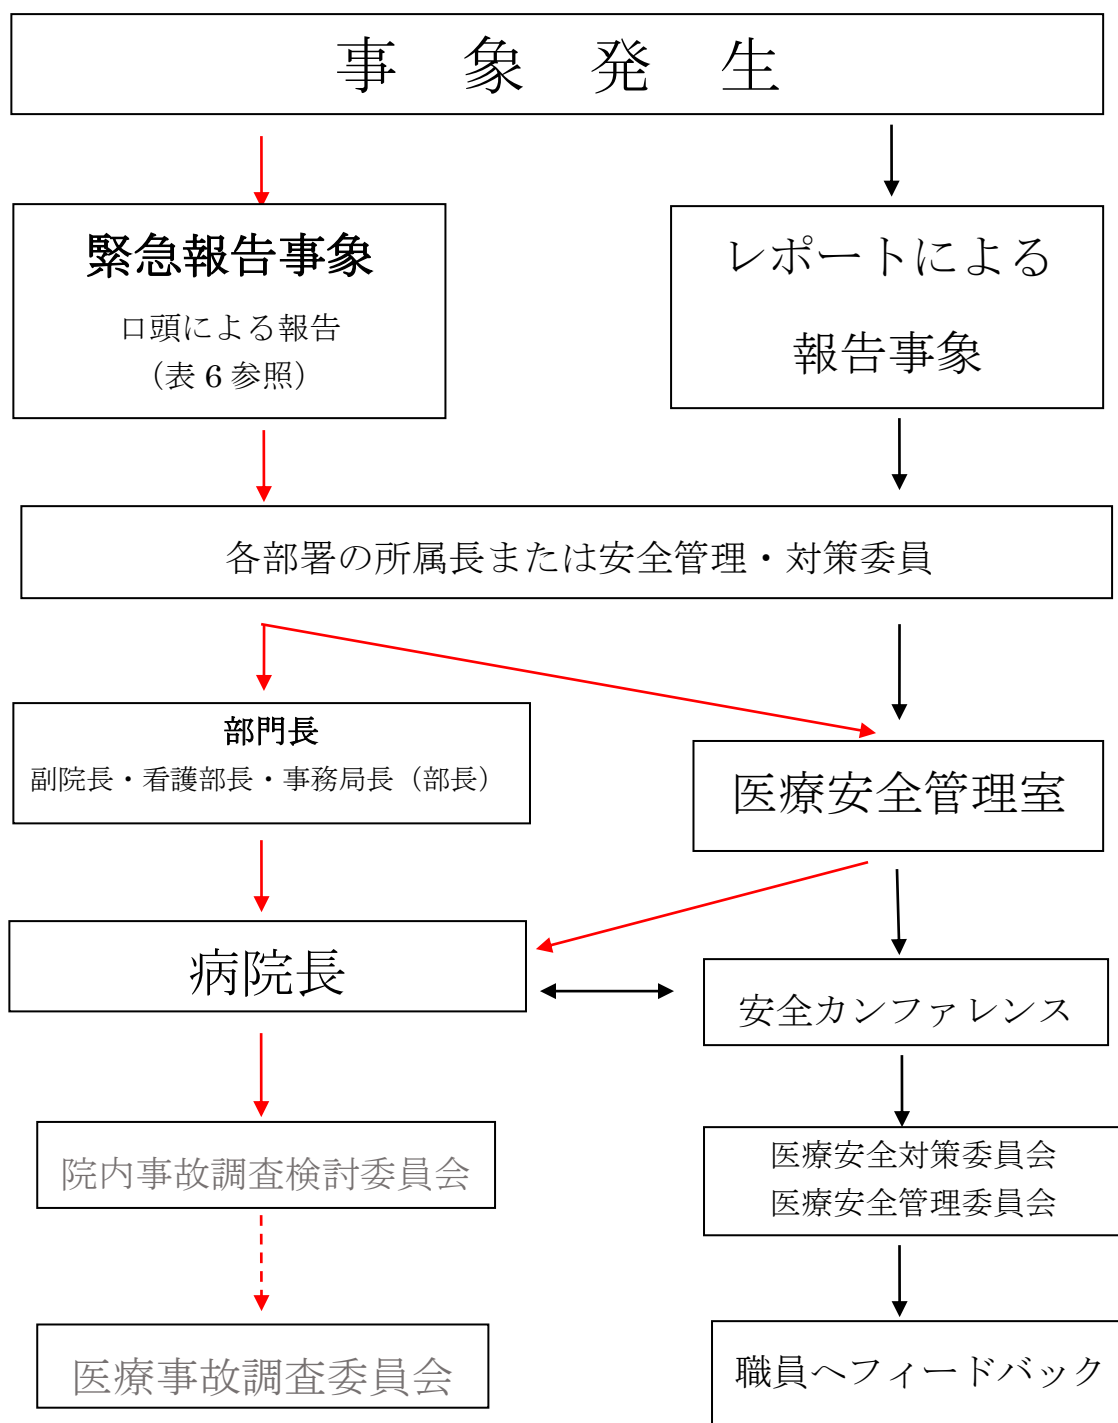 事　象　発　生
緊急報告事象
口頭による報告
（表 6 参照）
レポートによる
報告事象
各部署の所属長または安全管理・対策委員
部門長
副院長・看護部長・事務局長（部長）
医療安全管理室
病院長
安全カンファレンス
院内事故調査検討委員会
医療安全対策委員会
医療安全管理委員会
医療事故調査委員会
職員へフィードバック